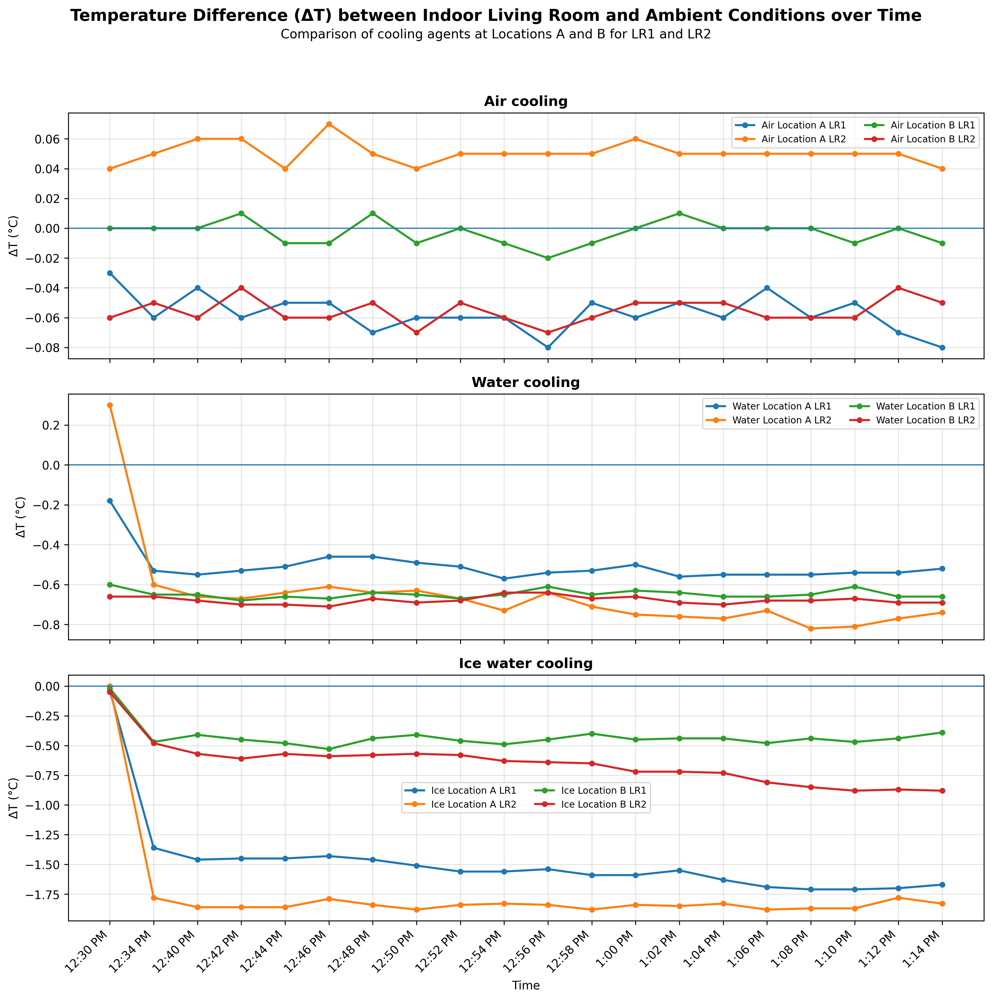 Temperature Difference (ΔT) between Indoor Living Room and Ambient Conditions over Time
Comparison of cooling agents at Locations A and B for LR1 and LR2
Air cooling
Air Location A LR1
Air Location A LR2
Air Location B LR1
Air Location B LR2
ΔT (°C)
0.06
0.04
0.02
0.00
−0.02
−0.04
−0.06
−0.08
Water cooling
Water Location A LR1
Water Location A LR2
Water Location B LR1
Water Location B LR2
ΔT (°C)
0.2
0.0
−0.2
−0.4
−0.6
−0.8
Ice water cooling
Ice Location A LR1
Ice Location A LR2
Ice Location B LR1
Ice Location B LR2
ΔT (°C)
0.00
−0.25
−0.50
−0.75
−1.00
−1.25
−1.50
−1.75
12:30 PM
12:34 PM
12:40 PM
12:42 PM
12:44 PM
12:46 PM
12:48 PM
12:50 PM
12:52 PM
12:54 PM
12:56 PM
12:58 PM
1:00 PM
1:02 PM
1:04 PM
1:06 PM
1:08 PM
1:10 PM
1:12 PM
1:14 PM
Time